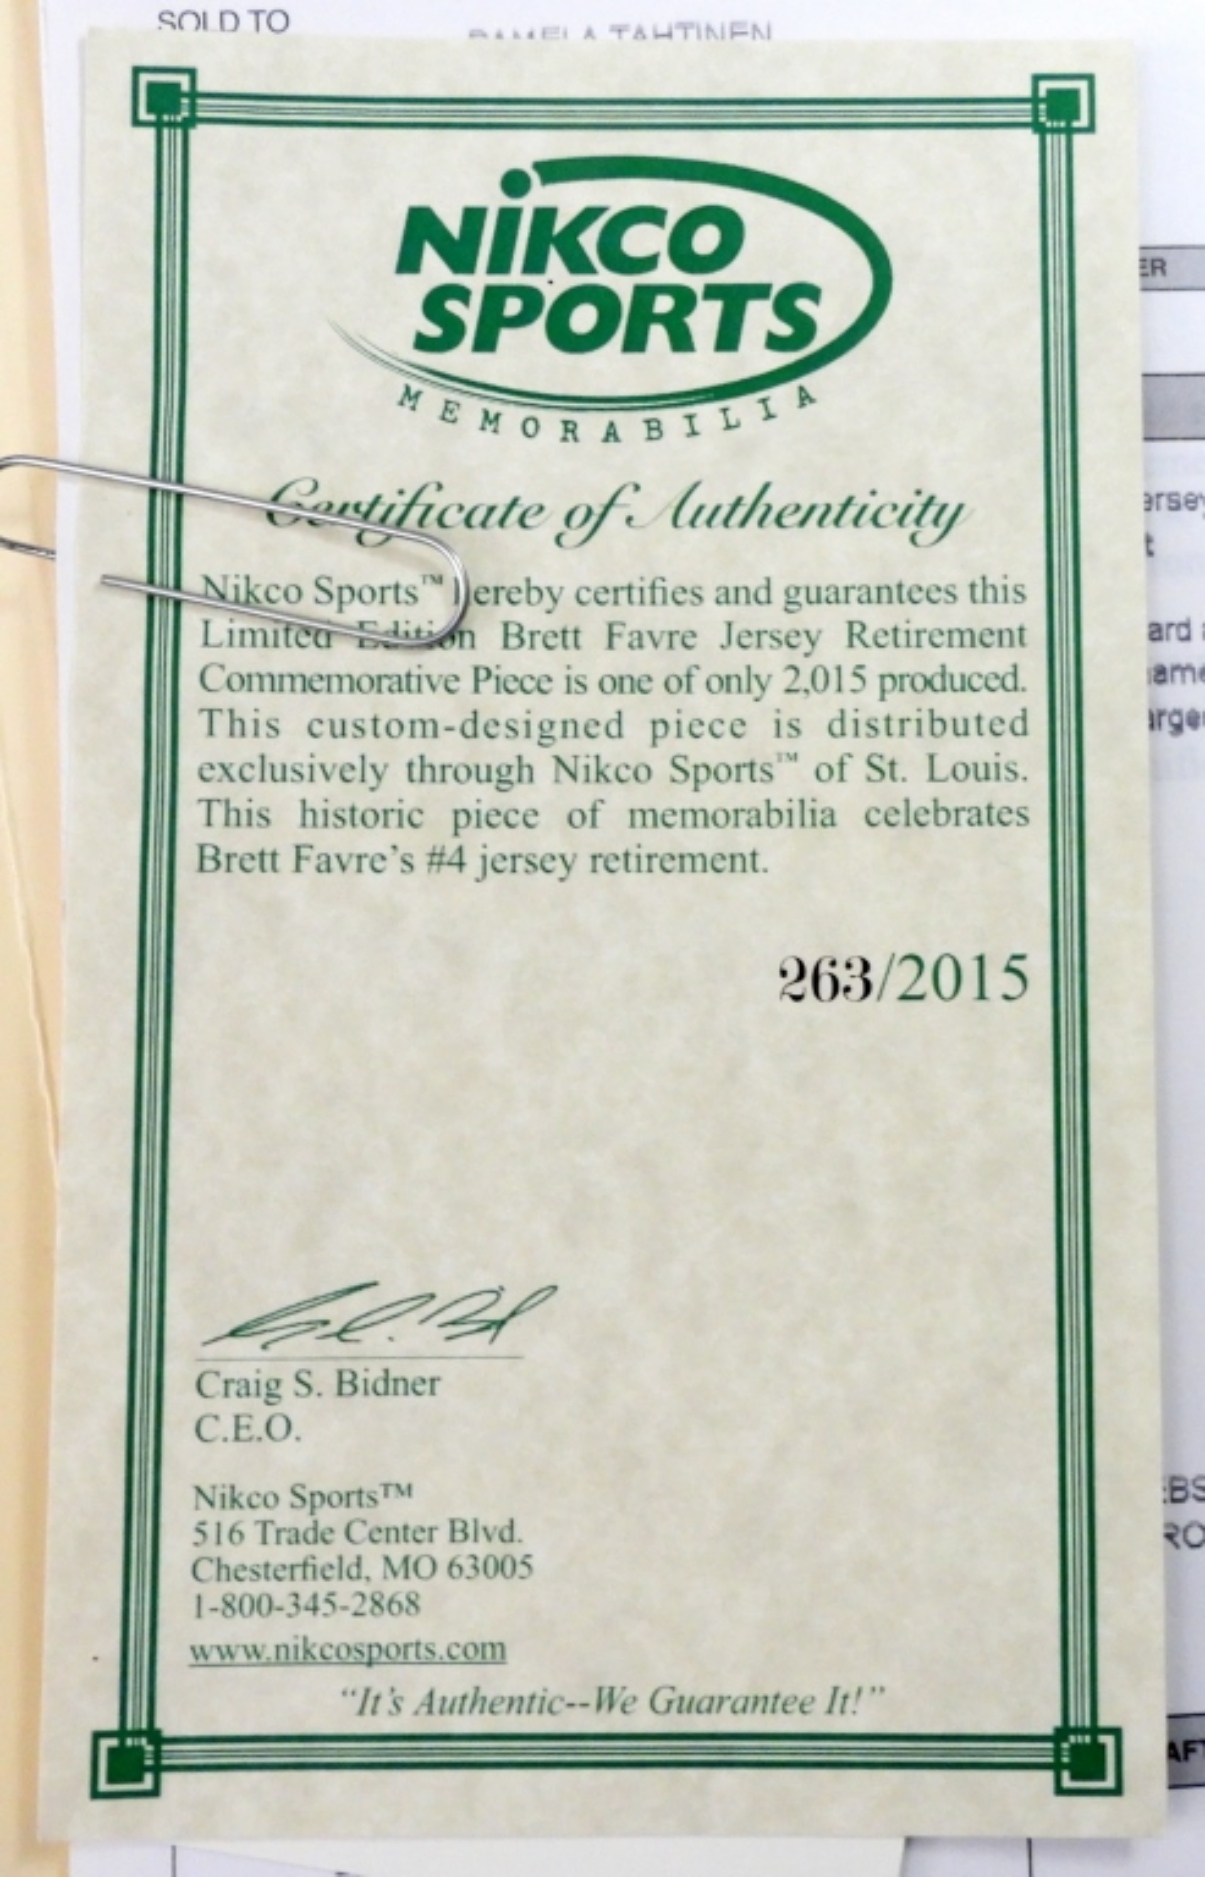 SOLD TO
PAMELA TAHTINEN
NiKCO
SPORTS
MEMORABILIA
Certificate of Authenticity
Nikco Sports™ hereby certifies and guarantees this
Limited Edition Brett Favre Jersey Retirement
Commemorative Piece is one of only 2,015 produced.
This custom-designed piece is distributed
exclusively through Nikco Sports™ of St. Louis.
This historic piece of memorabilia celebrates
Brett Favre's #4 jersey retirement.
263/2015
Craig S. Bidner
C.E.O.
Nikco Sports™
516 Trade Center Blvd.
Chesterfield, MO 63005
1-800-345-2868
www.nikcosports.com
"It's Authentic--We Guarantee It!"